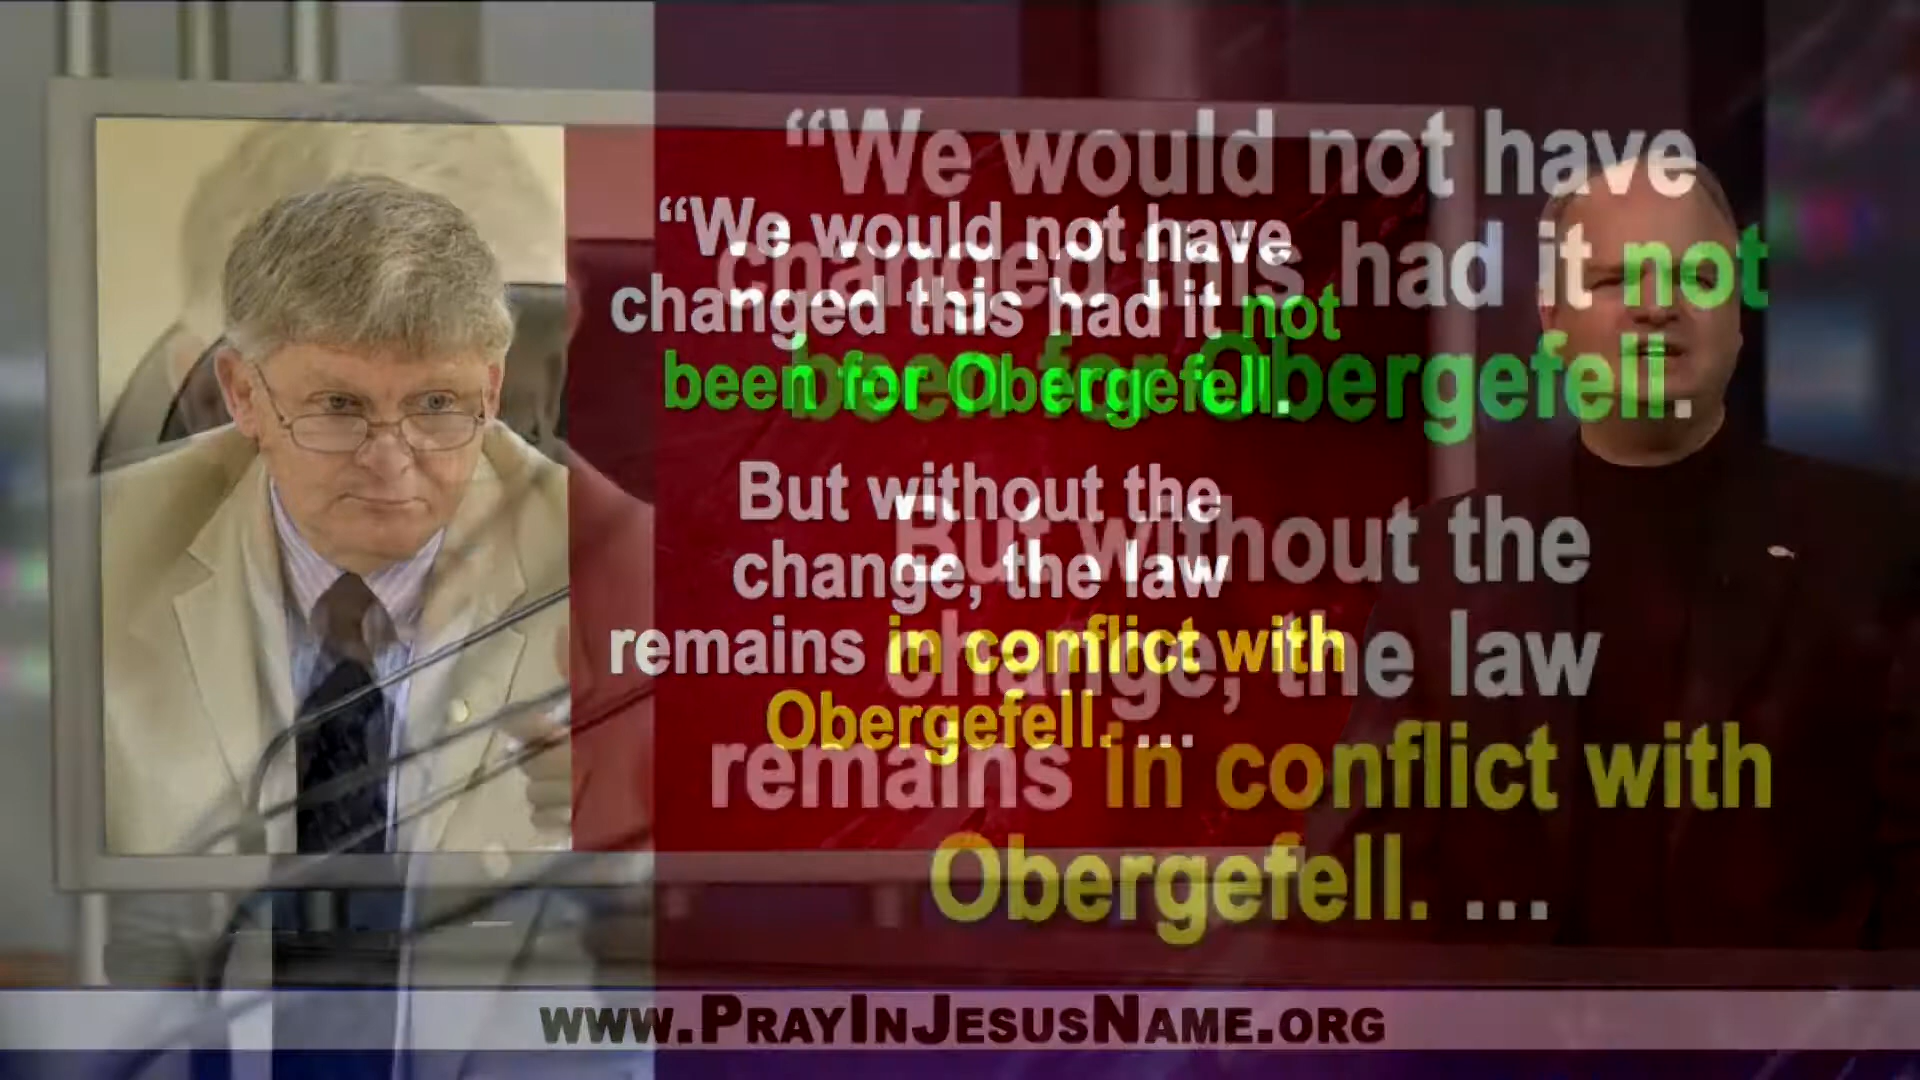 “We would not have
changed this had it not
been for Obergefell.
But without the
change, the law
remains in conflict with
Obergefell. ...
“We would not have
changed this had it not
been for Obergefell.
But without the
change, the law
remains in conflict with
Obergefell. ...
www.PrayInJesusName.org